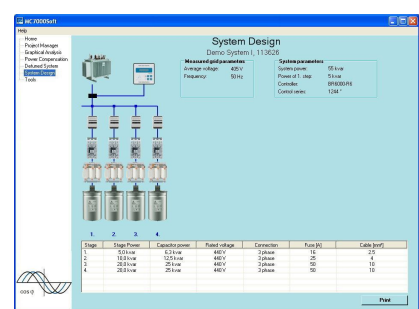 MC7000Soft
Help
Home
Project Manager
Graphical Analysis
Power Compensation
Detuned System
System Design
Tools
System Design
Demo System I, 113626
Measured grid parameters
Average voltage: 405 V
Frequency: 50 Hz
System parameters
System power: 55 kvar
Power of 1. step: 5 kvar
Controller: BR6000-R6
Control series: 1244"
1. 2. 3. 4.
Stage Stage Power Capacitor power Rated voltage Connection Fuse [A] Cable [mm²]
1. 5,0 kvar 6,3 kvar 440 V 3 phase 16 2.5
2. 10,0 kvar 12,5 kvar 440 V 3 phase 25 4
3. 20,0 kvar 25 kvar 440 V 3 phase 50 10
4. 20,0 kvar 25 kvar 440 V 3 phase 50 10
cos φ
Print